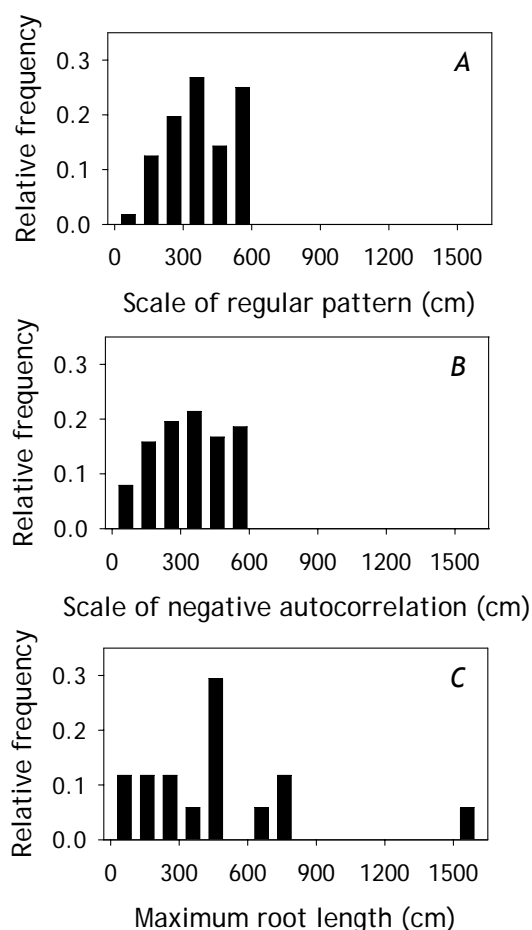 A
Relative frequency
0.3
0.2
0.1
0.0
0 300 600 900 1200 1500
Scale of regular pattern (cm)
B
Relative frequency
0.3
0.2
0.1
0.0
0 300 600 900 1200 1500
Scale of negative autocorrelation (cm)
C
Relative frequency
0.3
0.2
0.1
0.0
0 300 600 900 1200 1500
Maximum root length (cm)